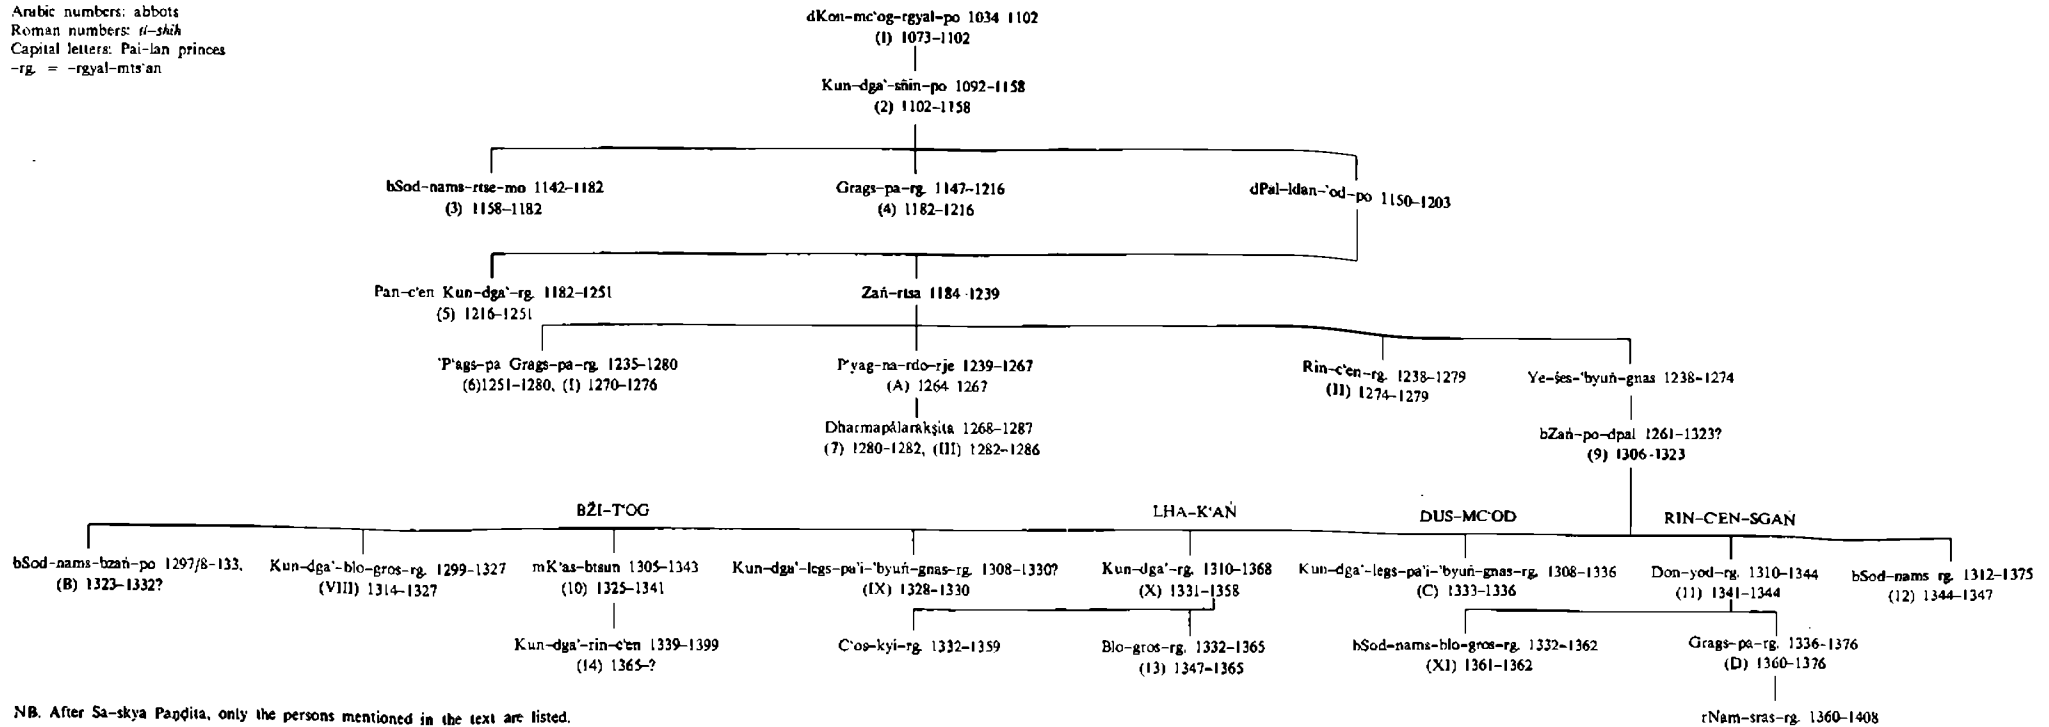 Arabic numbers: abbots
Roman numbers: ti-shih
Capital letters: Pai-lan princes
-rg. = -rgyal-mts'an
dKon-mc'og-rgyal-po 1034 1102
(1) 1073-1102
Kun-dga'-sñin-po 1092-1158
(2) 1102-1158
bSod-nams-rtse-mo 1142-1182
(3) 1158-1182
Grags-pa-rg. 1147-1216
(4) 1182-1216
dPal-ldan-'od-po 1150-1203
Pan-c'en Kun-dga'-rg. 1182-1251
(5) 1216-1251
Zań-rtsa 1184-1239
'P'ags-pa Grags-pa-rg. 1235-1280
(6)1251-1280, (I) 1270-1276
P'yag-na-rdo-rje 1239-1267
(A) 1264 1267
Rin-c'en-rg. 1238-1279
(II) 1274-1279
Ye-śes-'byuń-gnas 1238-1274
Dharmapālarakṣita 1268-1287
(7) 1280-1282, (III) 1282-1286
bZań-po-dpal 1261-1323?
(9) 1306-1323
BŽI-T'OG
LHA-K'AŃ
DUS-MC'OD
RIN-C'EN-SGAŃ
bSod-nams-bzań-po 1297/8-133.
(B) 1323-1332?
Kun-dga'-blo-gros-rg. 1299-1327
(VIII) 1314-1327
mK'as-btsun 1305-1343
(10) 1325-1341
Kun-dga'-legs-pa'i-'byuń-gnas-rg. 1308-1330?
(IX) 1328-1330
Kun-dga'-rg. 1310-1368
(X) 1331-1358
Kun-dga'-legs-pa'i-'byuń-gnas-rg. 1308-1336
(C) 1333-1336
Don-yod-rg. 1310-1344
(11) 1341-1344
bSod-nams rg. 1312-1375
(12) 1344-1347
Kun-dga'-rin-c'en 1339-1399
(14) 1365-?
C'os-kyi-rg. 1332-1359
Blo-gros-rg. 1332-1365
(13) 1347-1365
bSod-nams-blo-gros-rg. 1332-1362
(XI) 1361-1362
Grags-pa-rg. 1336-1376
(D) 1360-1376
rNam-sras-rg. 1360-1408
NB. After Sa-skya Paṇḍita, only the persons mentioned in the text are listed.